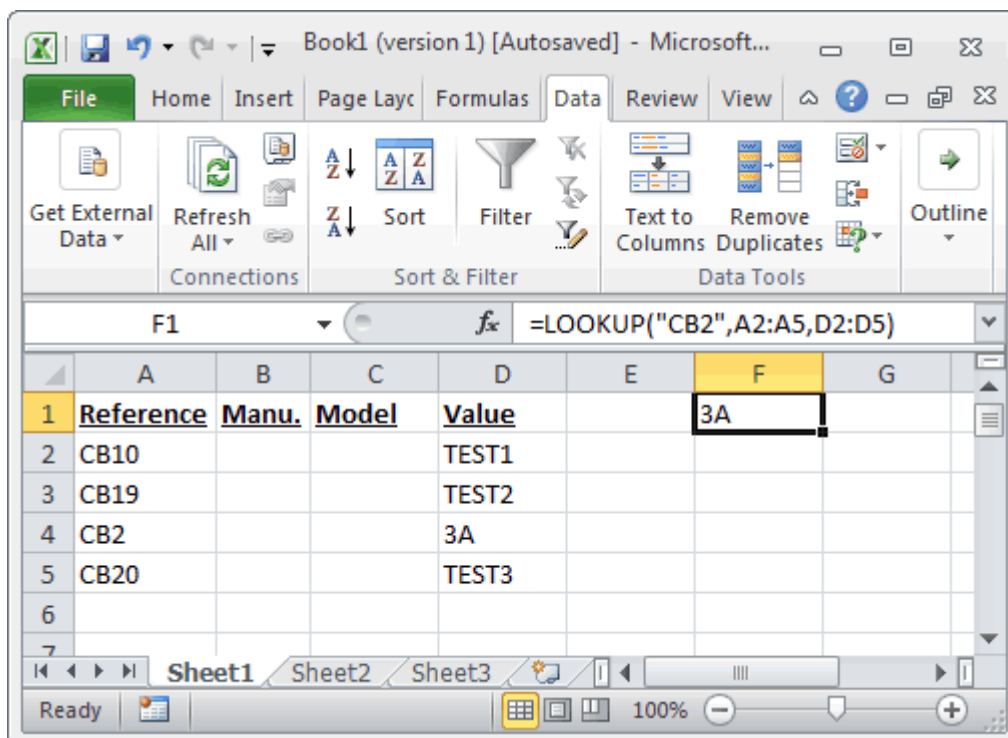 Book1 (version 1) [Autosaved] - Microsoft...
File Home Insert Page Layc Formulas Data Review View
Get External Data
Refresh All
Connections
Sort
Filter
Sort & Filter
Text to Columns
Remove Duplicates
Data Tools
Outline
F1 fx =LOOKUP("CB2",A2:A5,D2:D5)
A B C D E F G
1 Reference Manu. Model Value 3A
2 CB10 TEST1
3 CB19 TEST2
4 CB2 3A
5 CB20 TEST3
6
7
Sheet1 Sheet2 Sheet3
Ready 100%